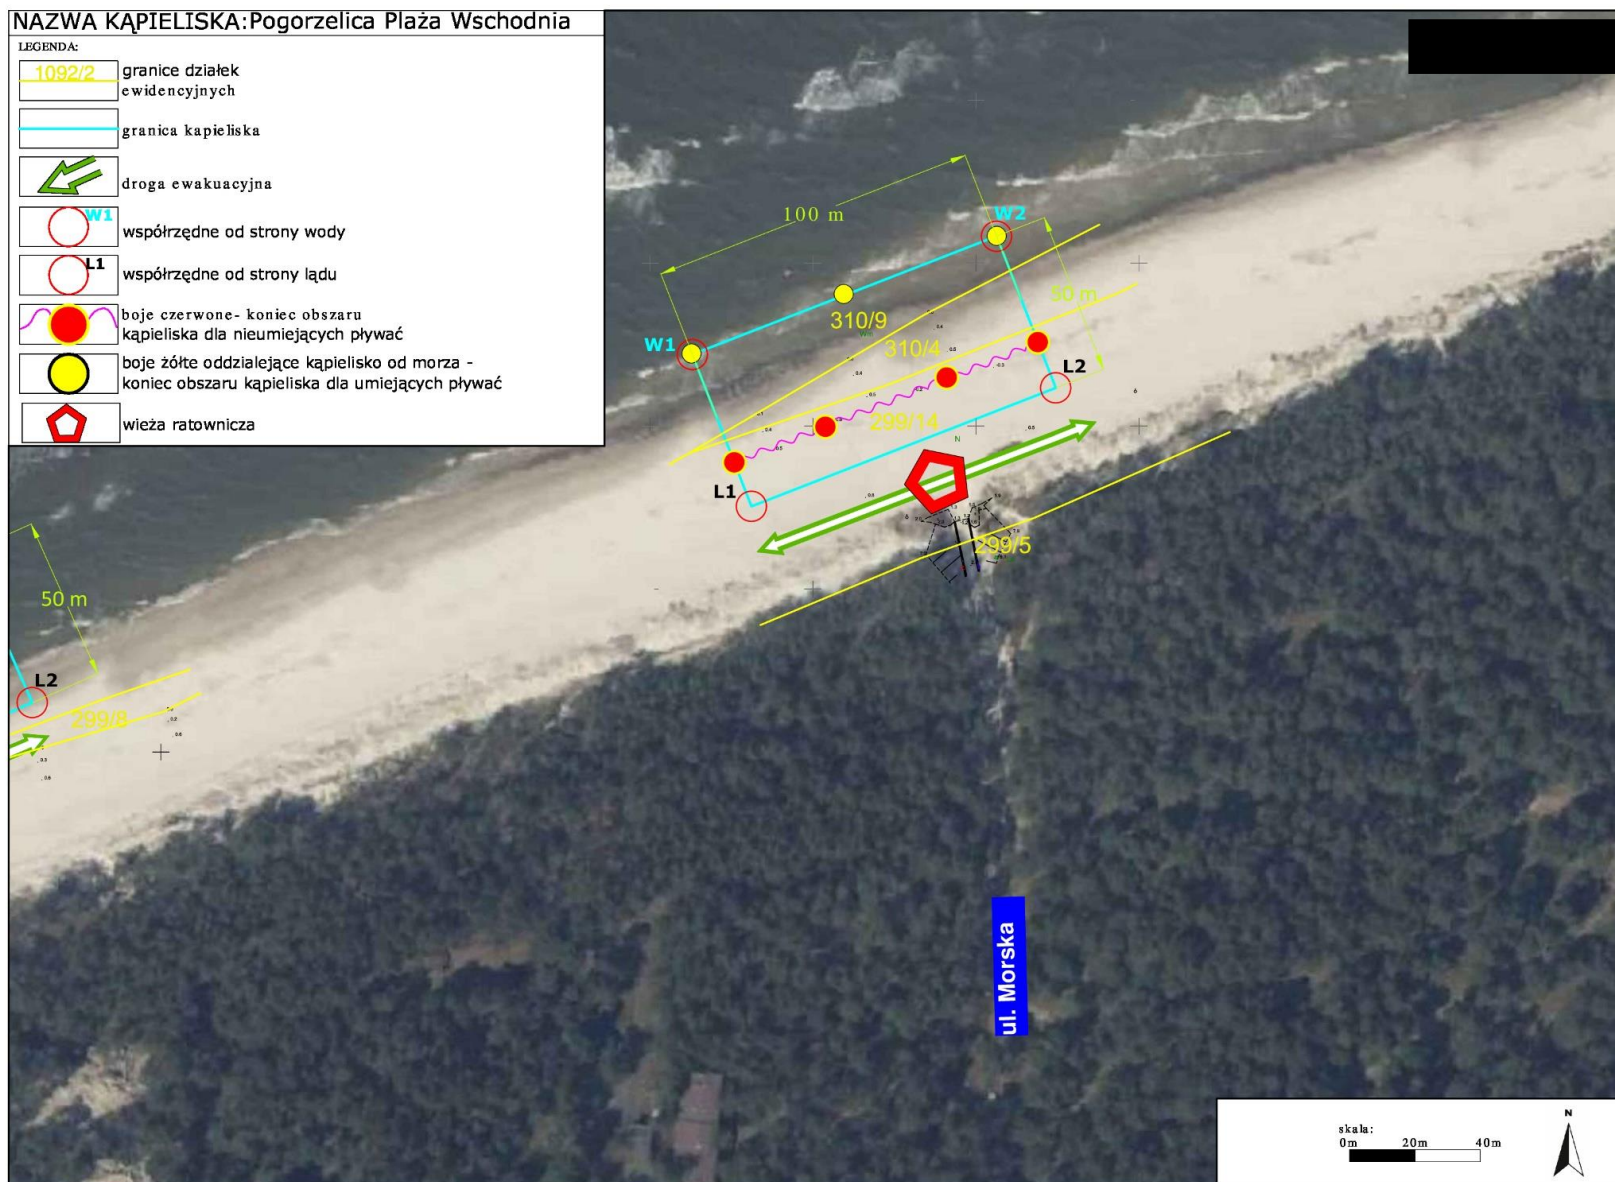 NAZWA KĄPIELISKA:Pogorzelica Plaża Wschodnia
LEGENDA:
1092/2
granice działek
ewidencyjnych
granica kapieliska
droga ewakuacyjna
W1
współrzędne od strony wody
L1
współrzędne od strony lądu
boje czerwone- koniec obszaru
kąpieliska dla nieumiejących pływać
boje żółte oddzialejące kąpielisko od morza -
koniec obszaru kąpieliska dla umiejących pływać
wieża ratownicza
100 m
W2
50 m
310/9
W1
310/4
L2
299/14
L1
299/5
50 m
L2
299/8
ul. Morska
skala:
0m 20m 40m
N